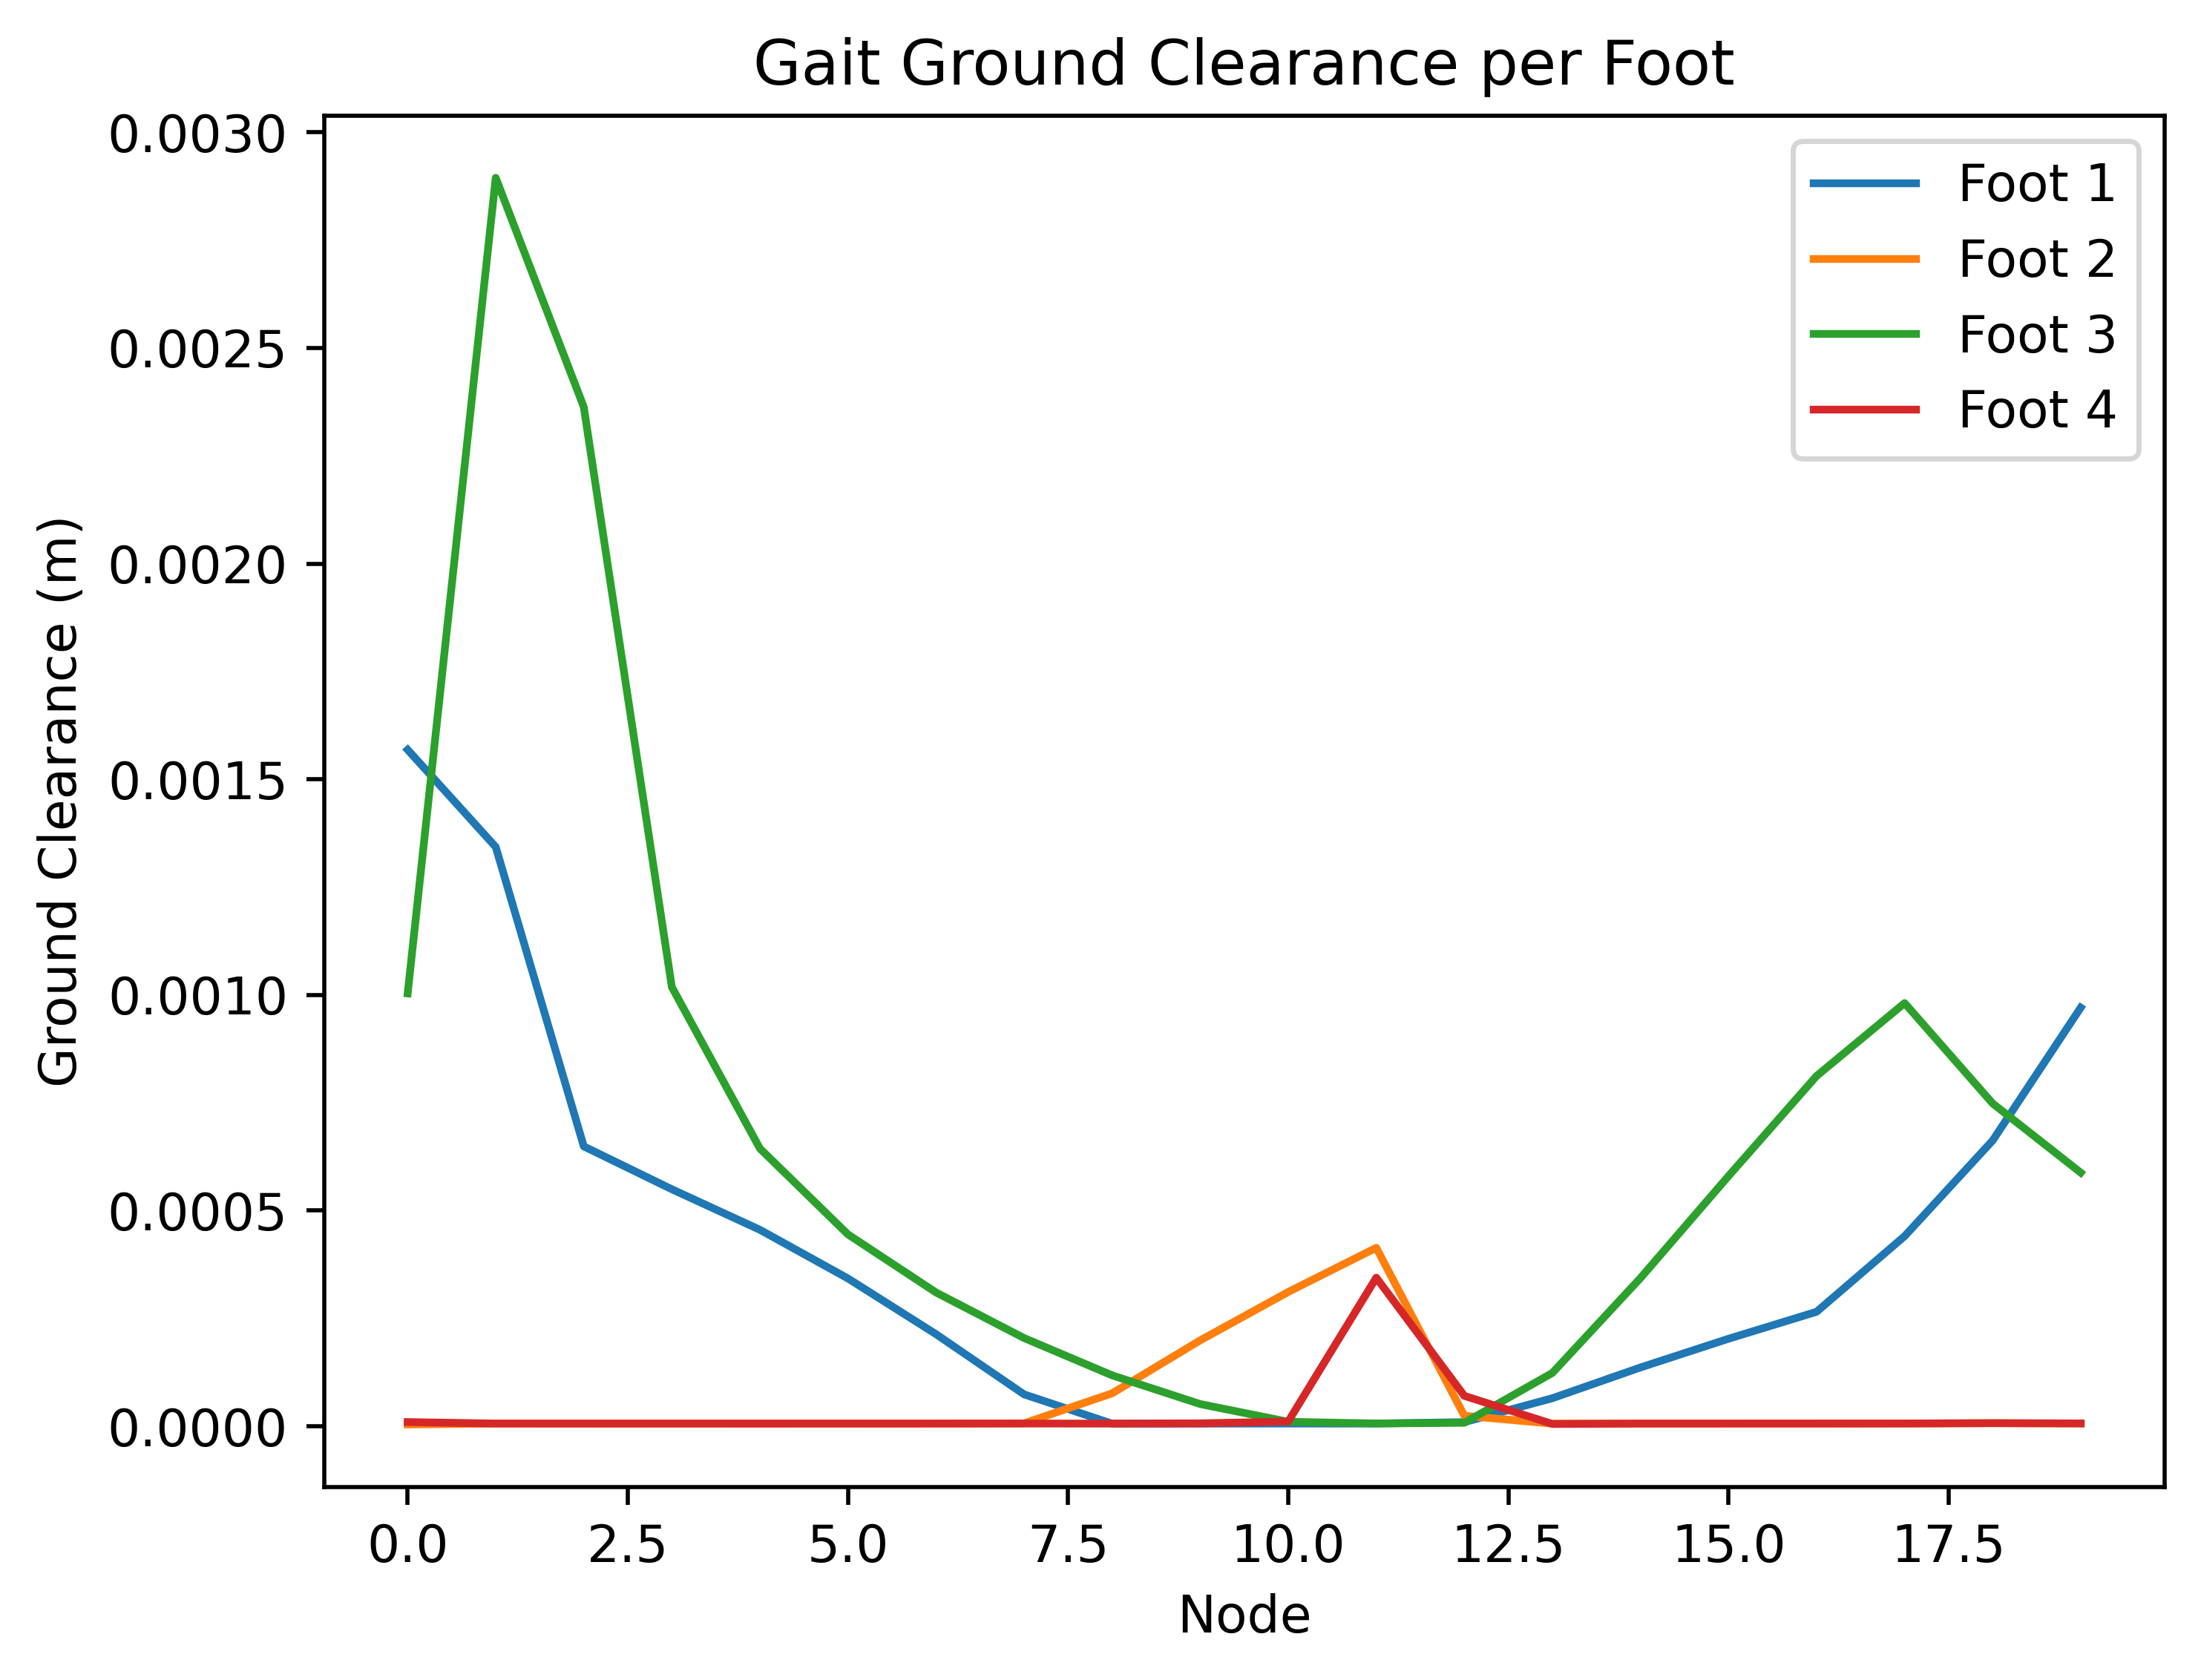 Gait Ground Clearance per Foot
0.0030
0.0025
0.0020
0.0015
0.0010
0.0005
0.0000
Ground Clearance (m)
Foot 1
Foot 2
Foot 3
Foot 4
0.0 2.5 5.0 7.5 10.0 12.5 15.0 17.5
Node